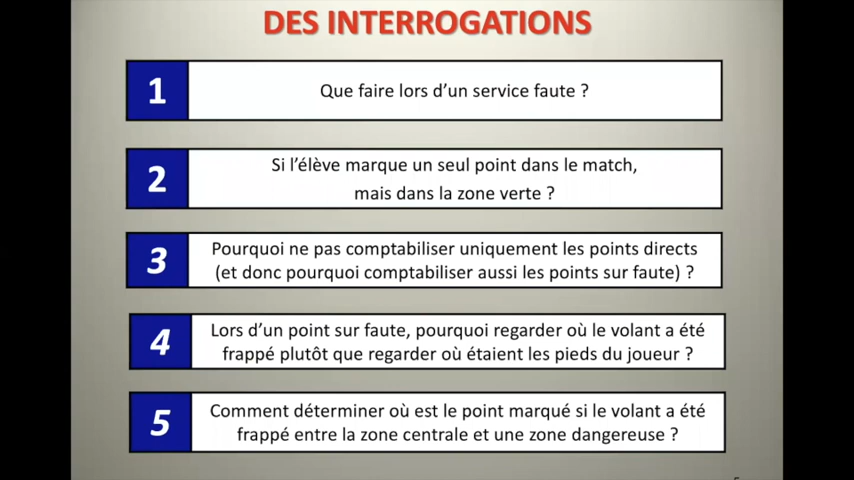 DES INTERROGATIONS
1
Que faire lors d'un service faute ?
2
Si l'élève marque un seul point dans le match,
mais dans la zone verte ?
3
Pourquoi ne pas comptabiliser uniquement les points directs
(et donc pourquoi comptabiliser aussi les points sur faute) ?
4
Lors d'un point sur faute, pourquoi regarder où le volant a été
frappé plutôt que regarder où étaient les pieds du joueur ?
5
Comment déterminer où est le point marqué si le volant a été
frappé entre la zone centrale et une zone dangereuse ?